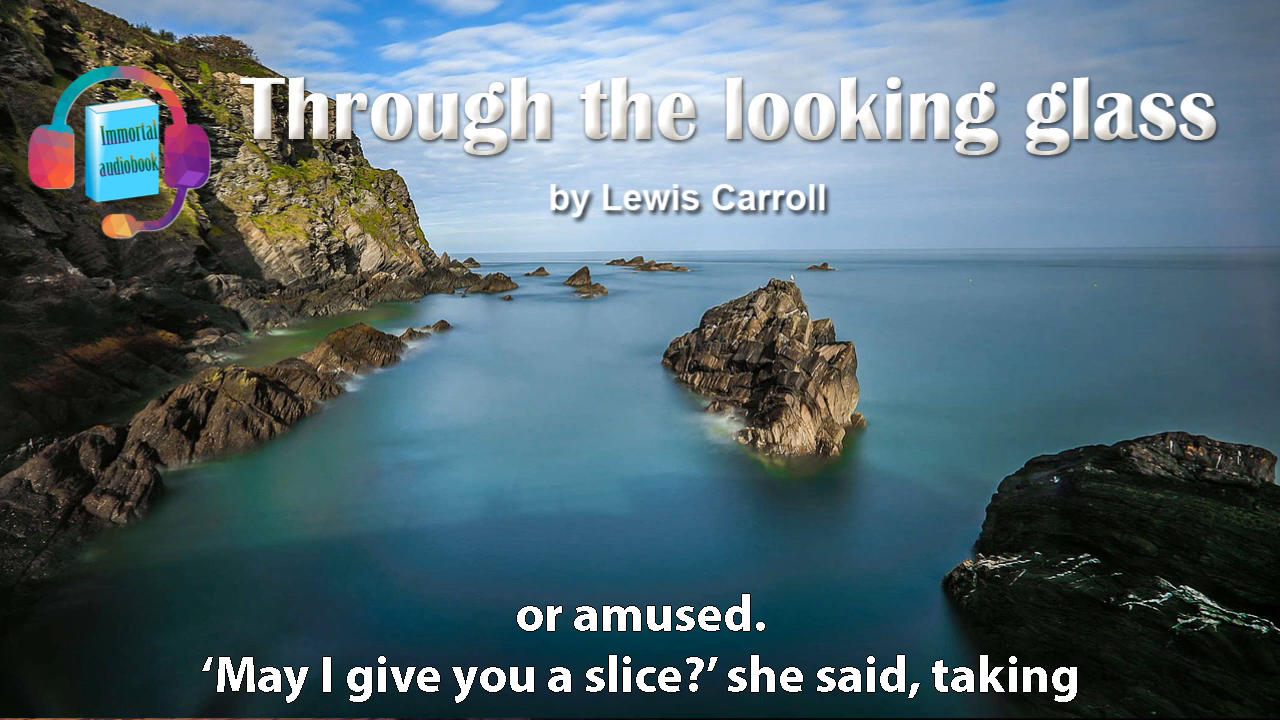 Immortal
audiobook
Through the looking glass
by Lewis Carroll
or amused.
‘May I give you a slice?’ she said, taking